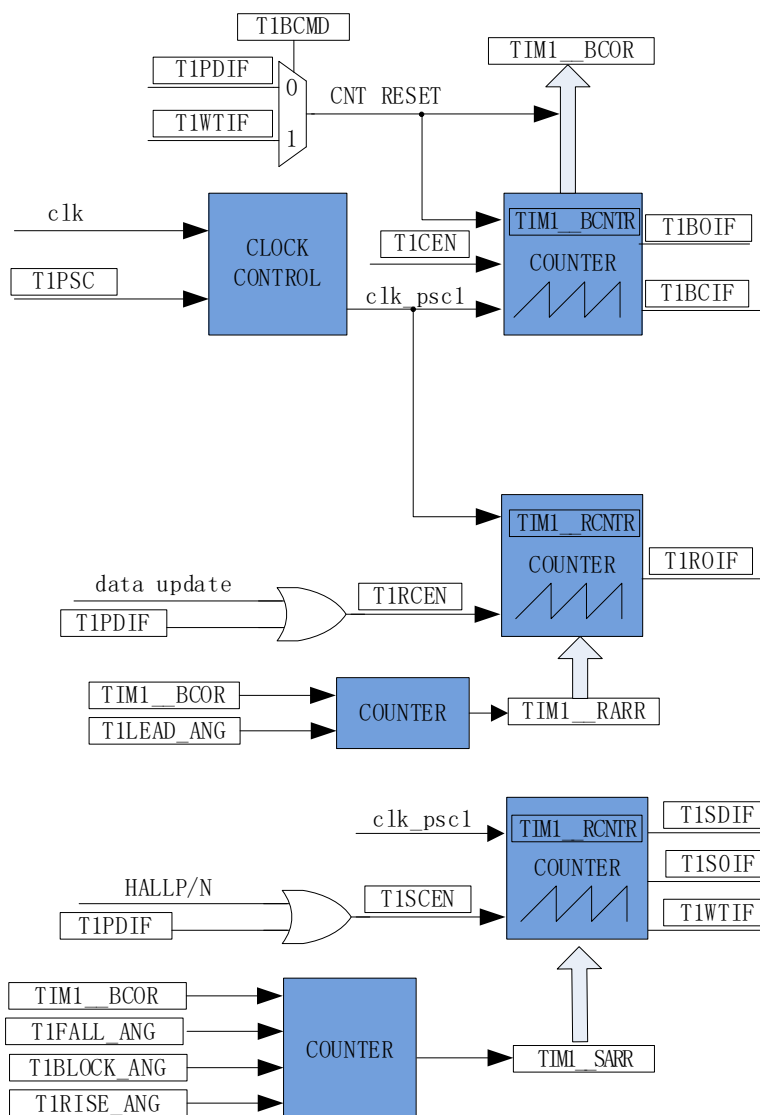 T1BCMD
TIM1__BCOR
T1PDIF
0
CNT RESET
T1WTIF
1
clk
TIM1__BCNTR
T1BOIF
CLOCK
CONTROL
T1CEN
COUNTER
T1PSC
clk_psc1
T1BCIF
TIM1__RCNTR
COUNTER
T1ROIF
data update
T1RCEN
T1PDIF
TIM1__BCOR
COUNTER
TIM1__RARR
T1LEAD_ANG
clk_psc1
TIM1__RCNTR
T1SDIF
COUNTER
T1SOIF
HALLP/N
T1SCEN
T1PDIF
T1WTIF
TIM1__BCOR
T1FALL_ANG
COUNTER
TIM1_SARR
T1BLOCK_ANG
T1RISE_ANG